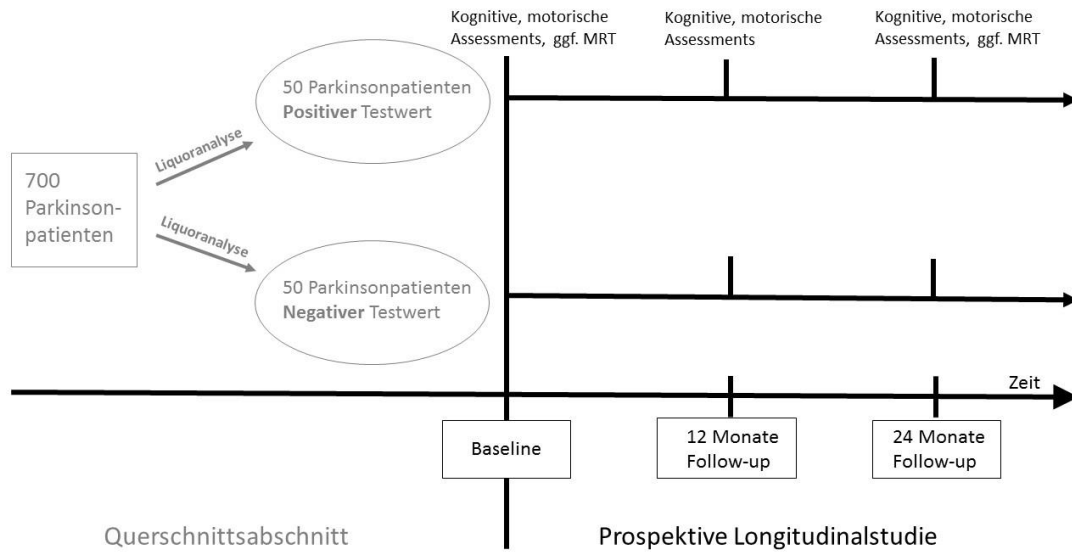 Kognitive, motorische
Assessments, ggf. MRT
Kognitive, motorische
Assessments
Kognitive, motorische
Assessments, ggf. MRT
50 Parkinsonpatienten
Positiver Testwert
Liquoranalyse
700
Parkinson-
patienten
Liquoranalyse
50 Parkinsonpatienten
Negativer Testwert
Zeit
Baseline
12 Monate
Follow-up
24 Monate
Follow-up
Querschnittsabschnitt
Prospektive Longitudinalstudie